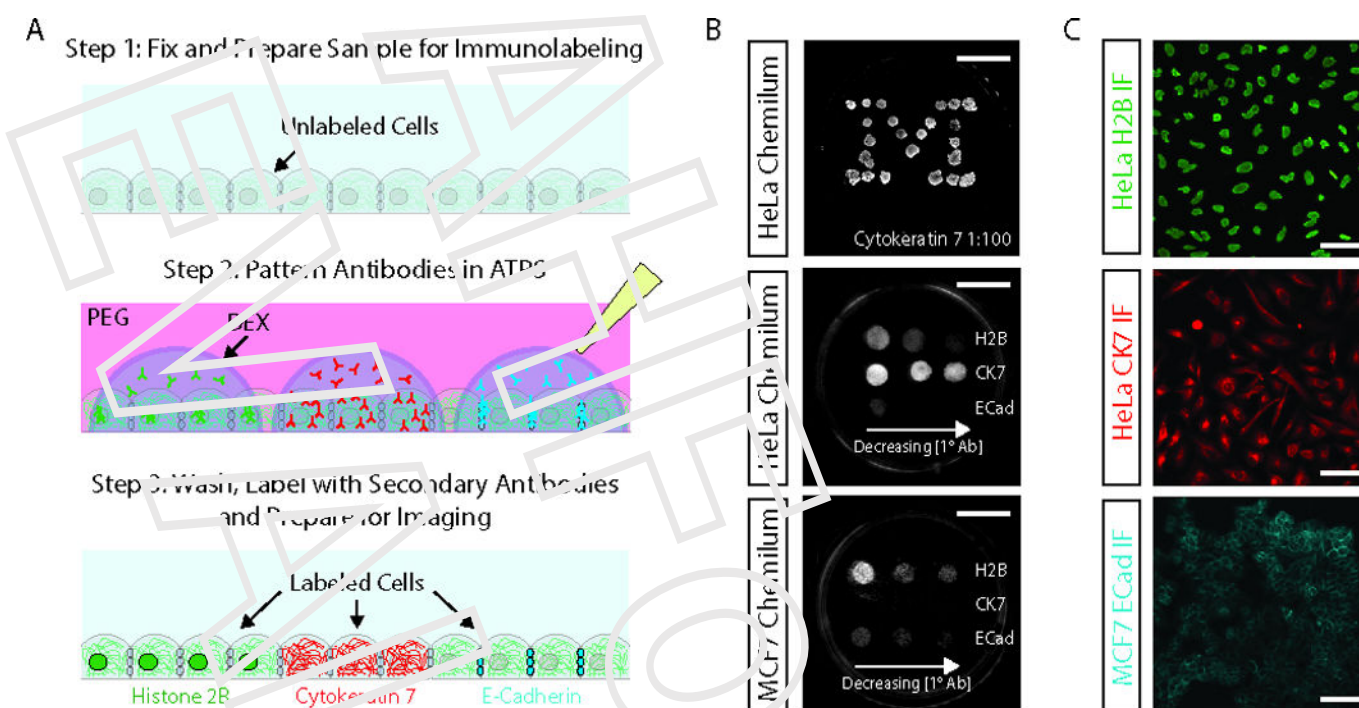 A
Step 1: Fix and Prepare Sample for Immunolabeling
Unlabeled Cells
Step 2: Pattern Antibodies in ATPS
PEG
DEX
Step 3: Wash, Label with Secondary Antibodies
and Prepare for Imaging
Labeled Cells
Histone 2B
Cytokeratin 7
E-Cadherin
B
HeLa Chemilum
Cytokeratin 7 1:100
HeLa Chemilum
H2B
CK7
ECad
Decreasing [1° Ab]
MCF7 Chemilum
H2B
CK7
ECad
Decreasing [1° Ab]
C
HeLa H2B IF
HeLa CK7 IF
MCF7 ECad IF